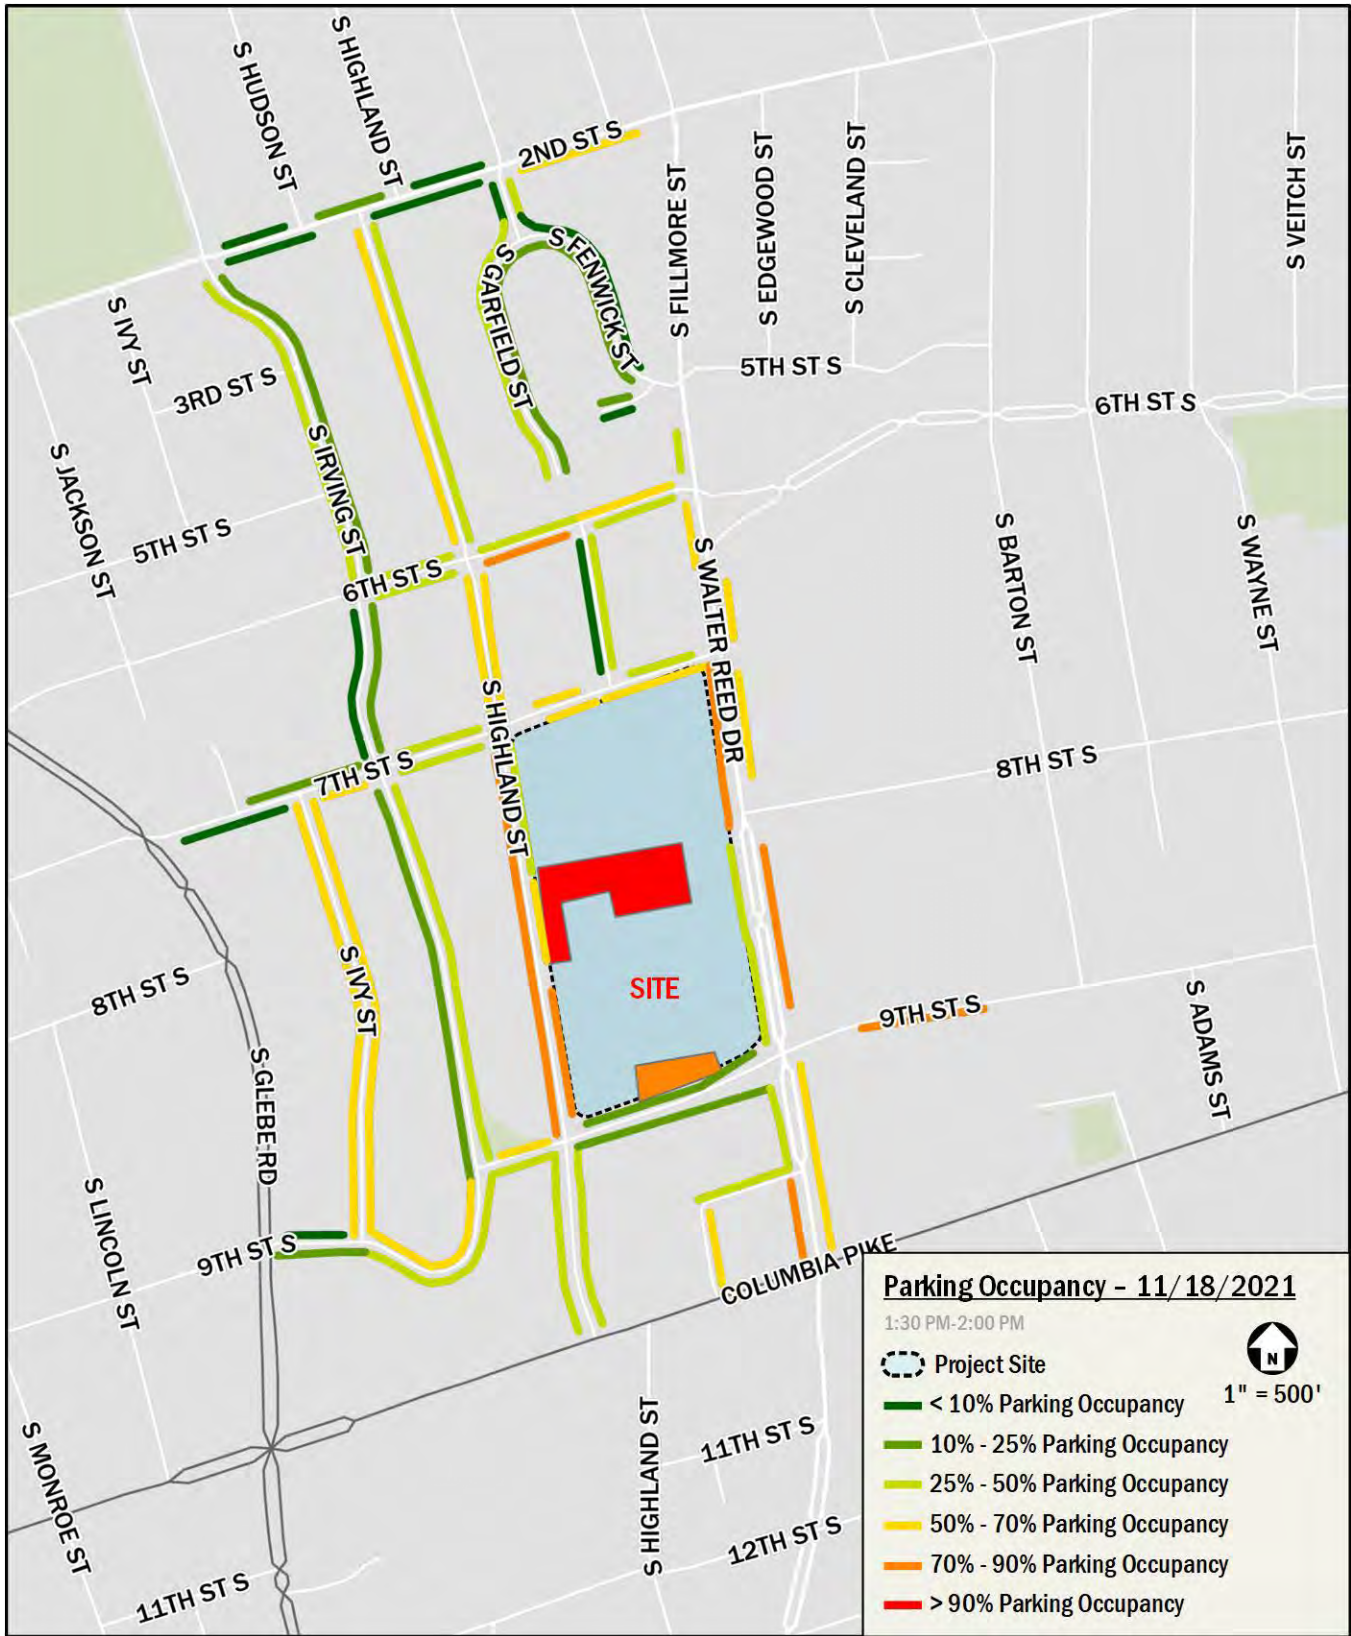 S HUDSON ST
S HIGHLAND ST
2ND ST S
S FILLMORE ST
S EDGEWOOD ST
S CLEVELAND ST
S VEITCH ST
S IVY ST
3RD ST S
S GARFIELD ST
S FENWICK ST
5TH ST S
6TH ST S
S JACKSON ST
S IRVING ST
5TH ST S
6TH ST S
S WALTER REED DR
S BARTON ST
S WAYNE ST
S HIGHLAND ST
7TH ST S
8TH ST S
S IVY ST
8TH ST S
SITE
9TH ST S
S ADAMS ST
S GLEBE RD
S LINCOLN ST
9TH ST S
COLUMBIA PIKE
S MONROE ST
11TH ST S
S HIGHLAND ST
11TH ST S
12TH ST S
Parking Occupancy – 11/18/2021
1:30 PM-2:00 PM
Project Site
N
1" = 500'
< 10% Parking Occupancy
10% - 25% Parking Occupancy
25% - 50% Parking Occupancy
50% - 70% Parking Occupancy
70% - 90% Parking Occupancy
> 90% Parking Occupancy